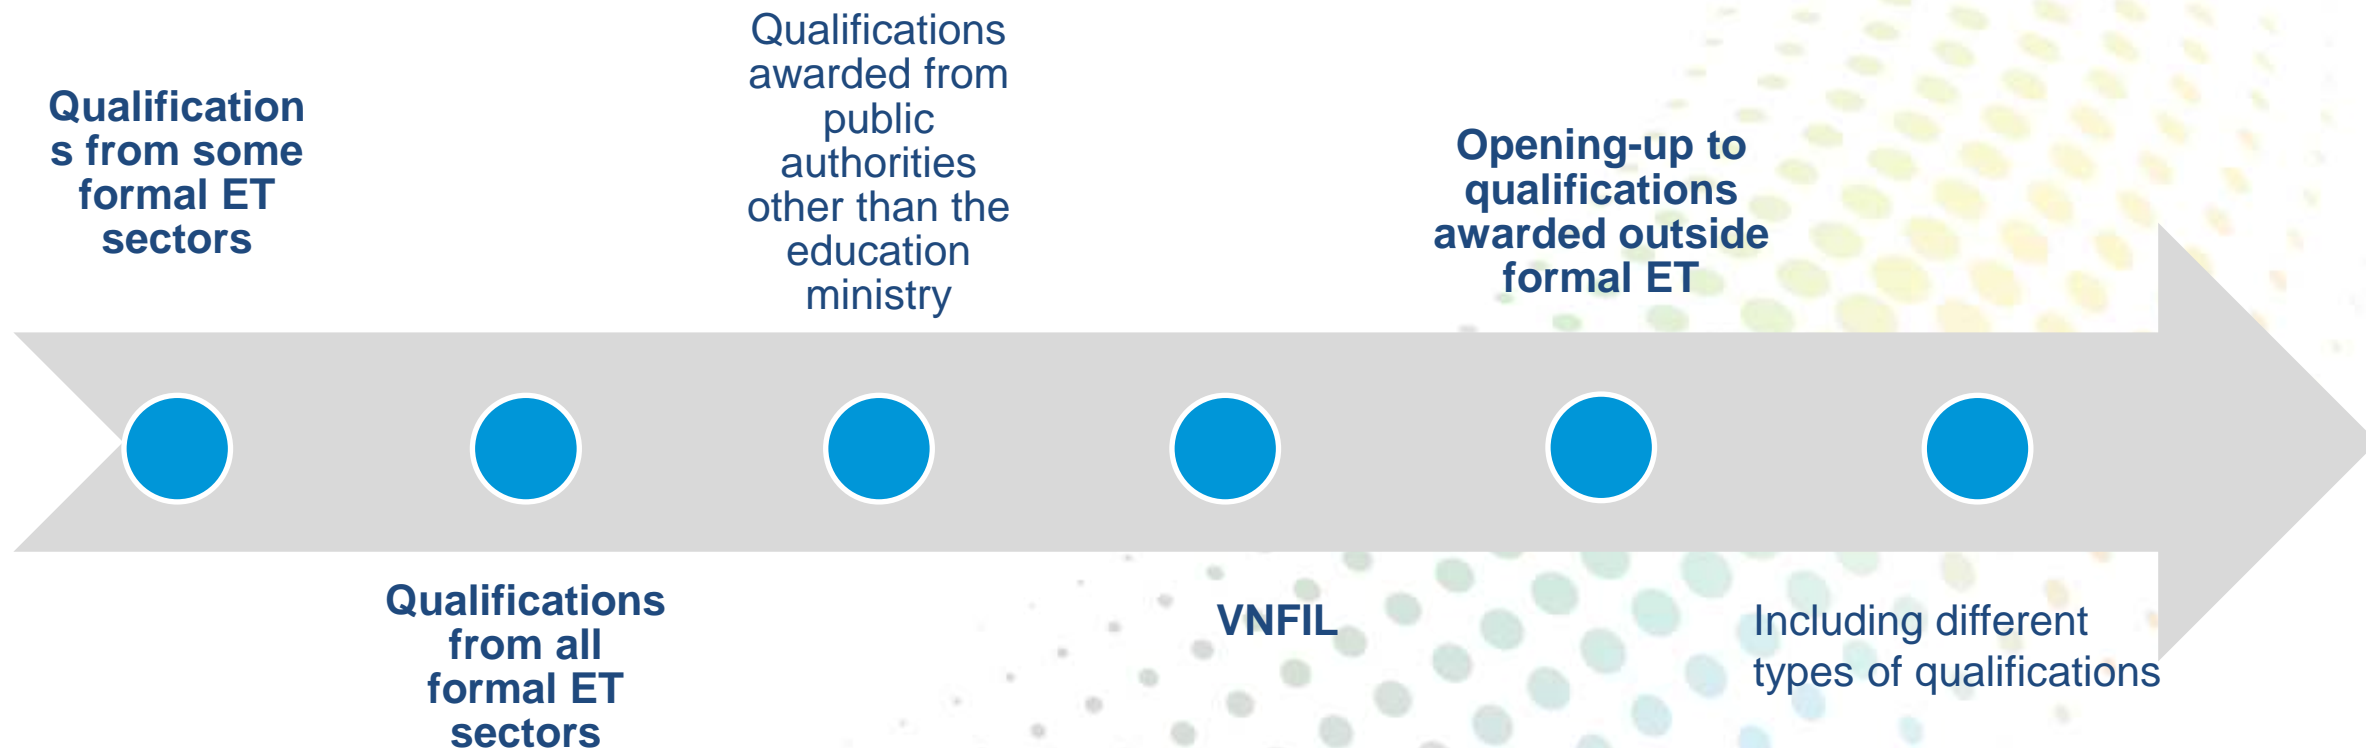 Qualification
s from some
formal ET
sectors
Qualifications
from all
formal ET
sectors
Qualifications
awarded from
public
authorities
other than the
education
ministry
VNFIL
Opening-up to
qualifications
awarded outside
formal ET
Including different
types of qualifications